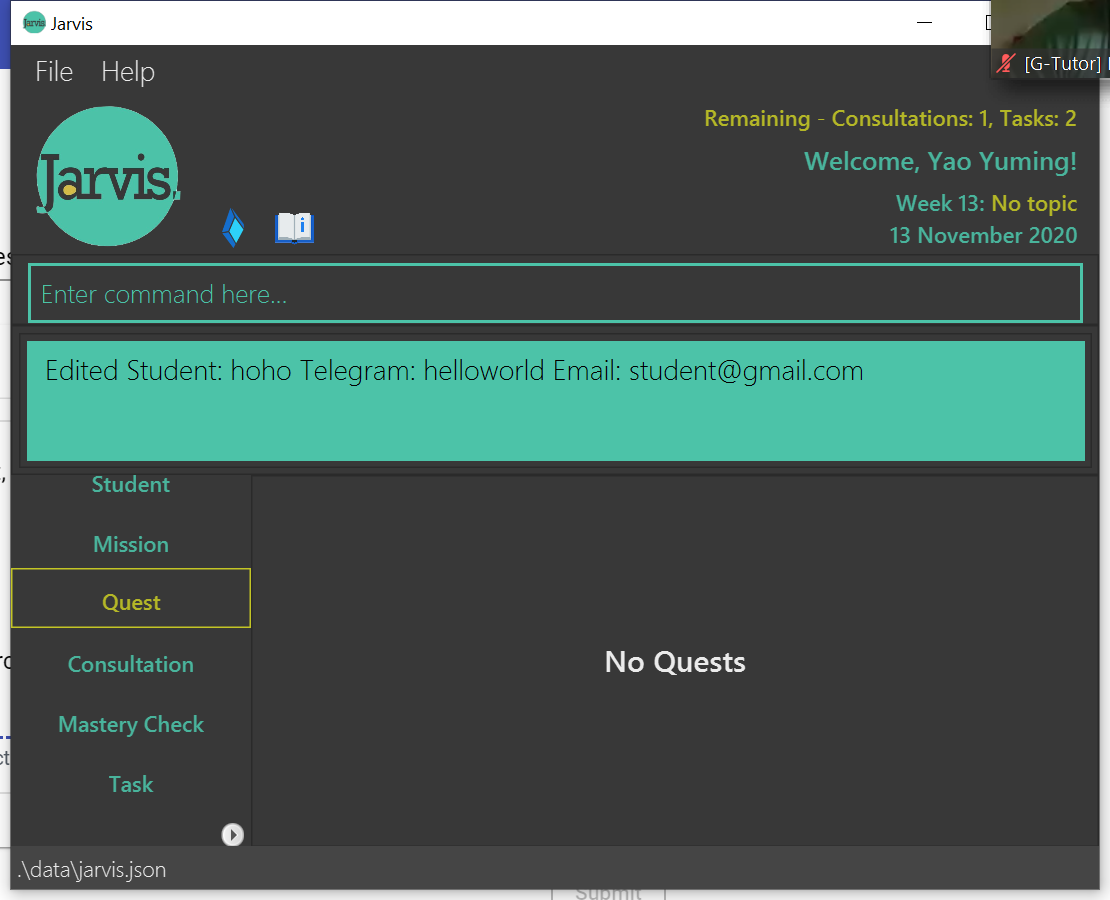 Jarvis
Jarvis
[G-Tutor]
File Help
Remaining - Consultations: 1, Tasks: 2
Jarvis.
Welcome, Yao Yuming!
Week 13: No topic
13 November 2020
Enter command here...
Edited Student: hoho Telegram: helloworld Email: student@gmail.com
Student
Mission
Quest
No Quests
Consultation
Mastery Check
Task
.\data\jarvis.json
Submit